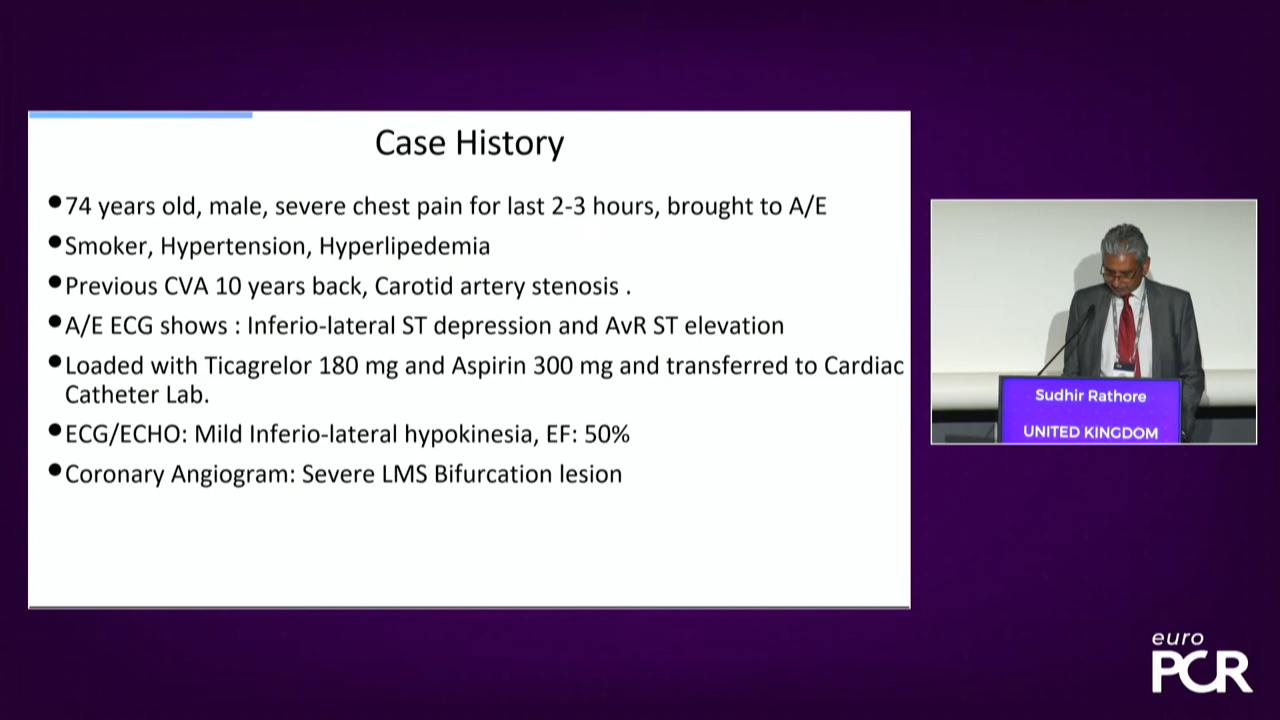 Case History
•74 years old, male, severe chest pain for last 2-3 hours, brought to A/E
•Smoker, Hypertension, Hyperlipedemia
•Previous CVA 10 years back, Carotid artery stenosis .
•A/E ECG shows : Inferio-lateral ST depression and AvR ST elevation
•Loaded with Ticagrelor 180 mg and Aspirin 300 mg and transferred to Cardiac
Catheter Lab.
•ECG/ECHO: Mild Inferio-lateral hypokinesia, EF: 50%
•Coronary Angiogram: Severe LMS Bifurcation lesion
Sudhir Rathore
UNITED KINGDOM
euro
PCR